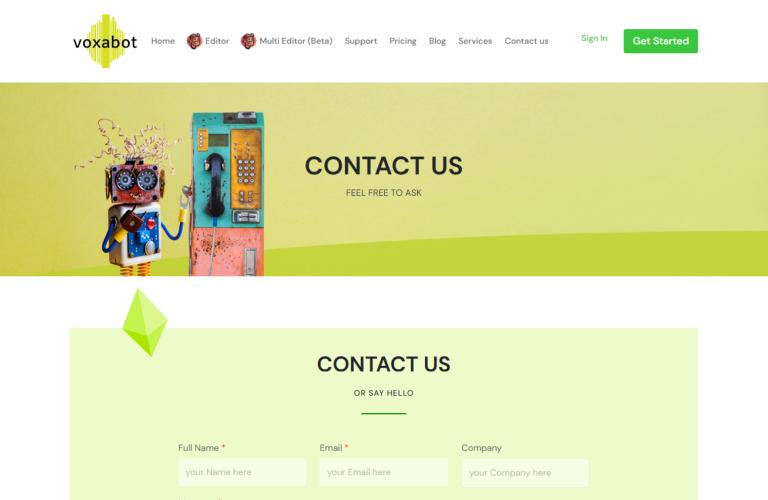 voxabot
Home
Editor
Multi Editor (Beta)
Support
Pricing
Blog
Services
Contact us
Sign In
Get Started
CONTACT US
FEEL FREE TO ASK
CONTACT US
OR SAY HELLO
Full Name *
Email *
Company
your Name here
your Email here
your Company here